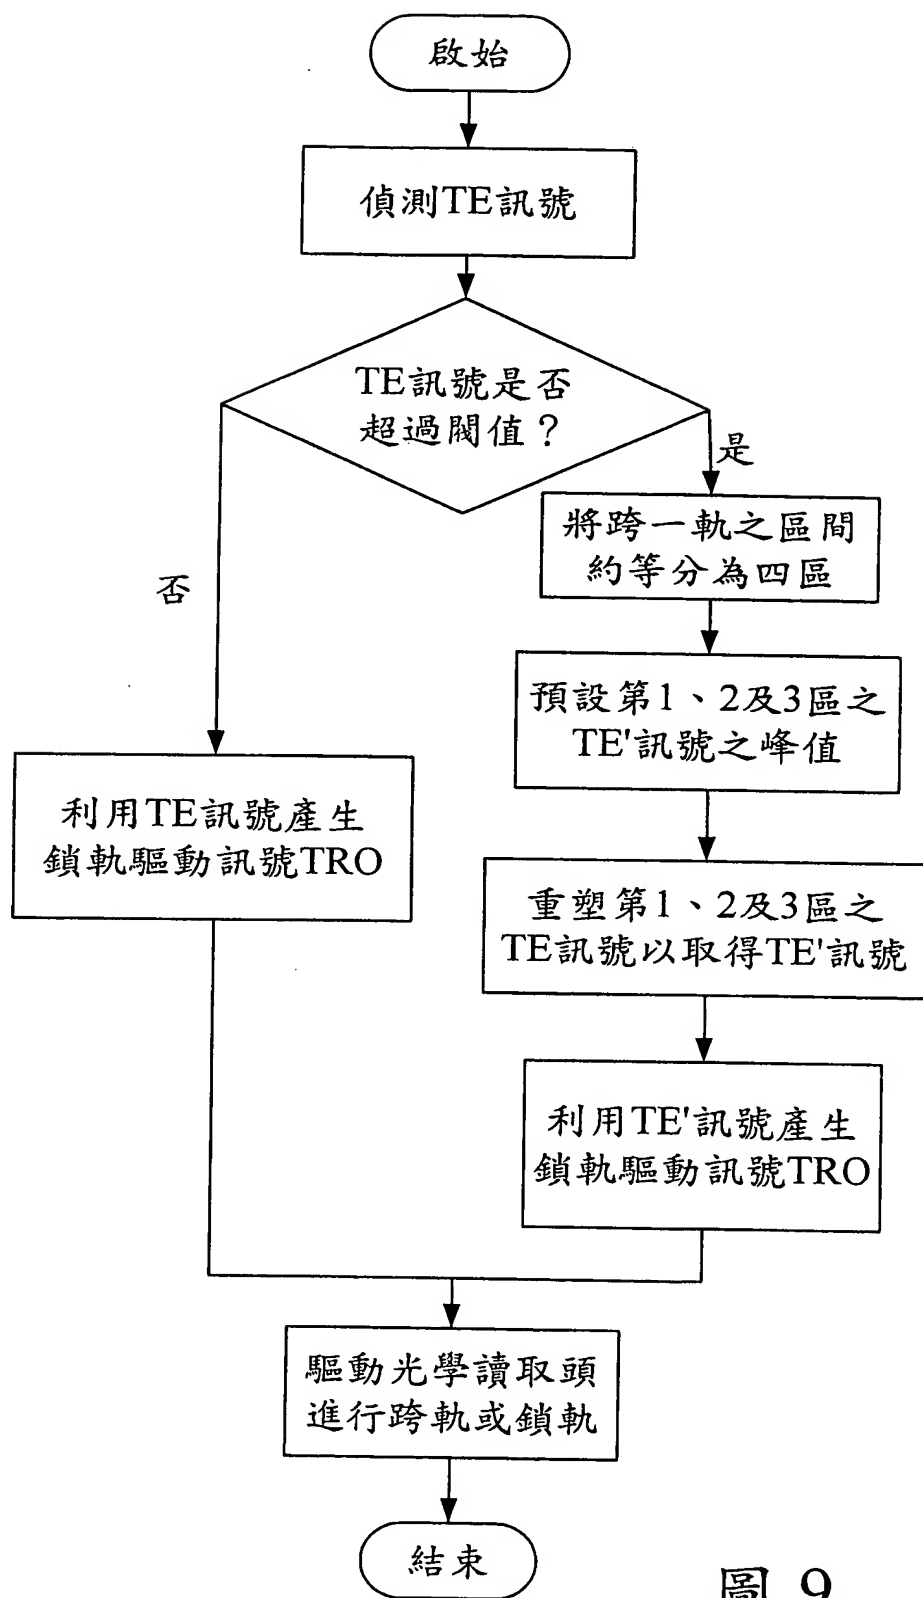 啟始
偵測TE訊號
TE訊號是否
超過閥值？
是
否
將跨一軌之區間
約等分為四區
預設第1、2及3區之
TE'訊號之峰值
利用TE訊號產生
鎖軌驅動訊號TRO
重塑第1、2及3區之
TE訊號以取得TE'訊號
利用TE'訊號產生
鎖軌驅動訊號TRO
驅動光學讀取頭
進行跨軌或鎖軌
結束
圖 9